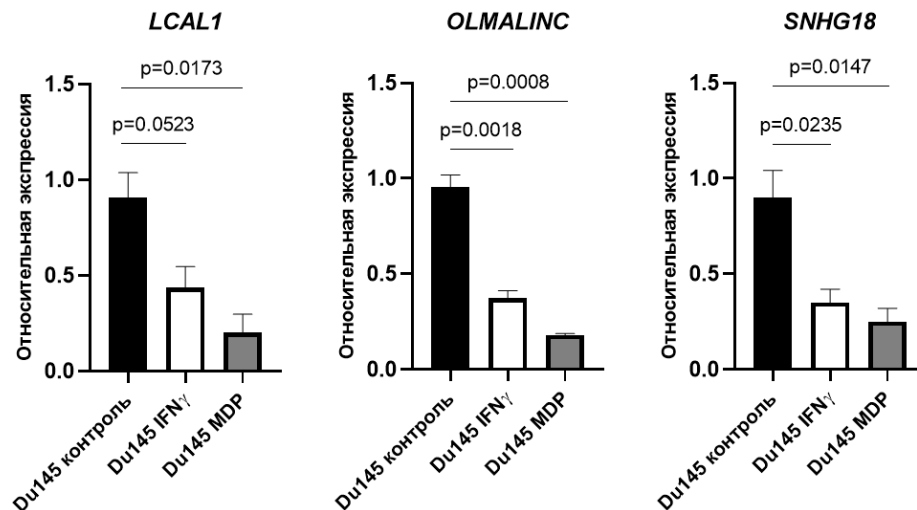 LCAL1
p=0.0173
p=0.0523
1.5
1.0
0.5
0.0
Относительная экспрессия
Du145 контроль
Du145 IFNγ
Du145 MDP
OLMALINC
p=0.0008
p=0.0018
1.5
1.0
0.5
0.0
Относительная экспрессия
Du145 контроль
Du145 IFNγ
Du145 MDP
SNHG18
p=0.0147
p=0.0235
1.5
1.0
0.5
0.0
Относительная экспрессия
Du145 контроль
Du145 IFNγ
Du145 MDP